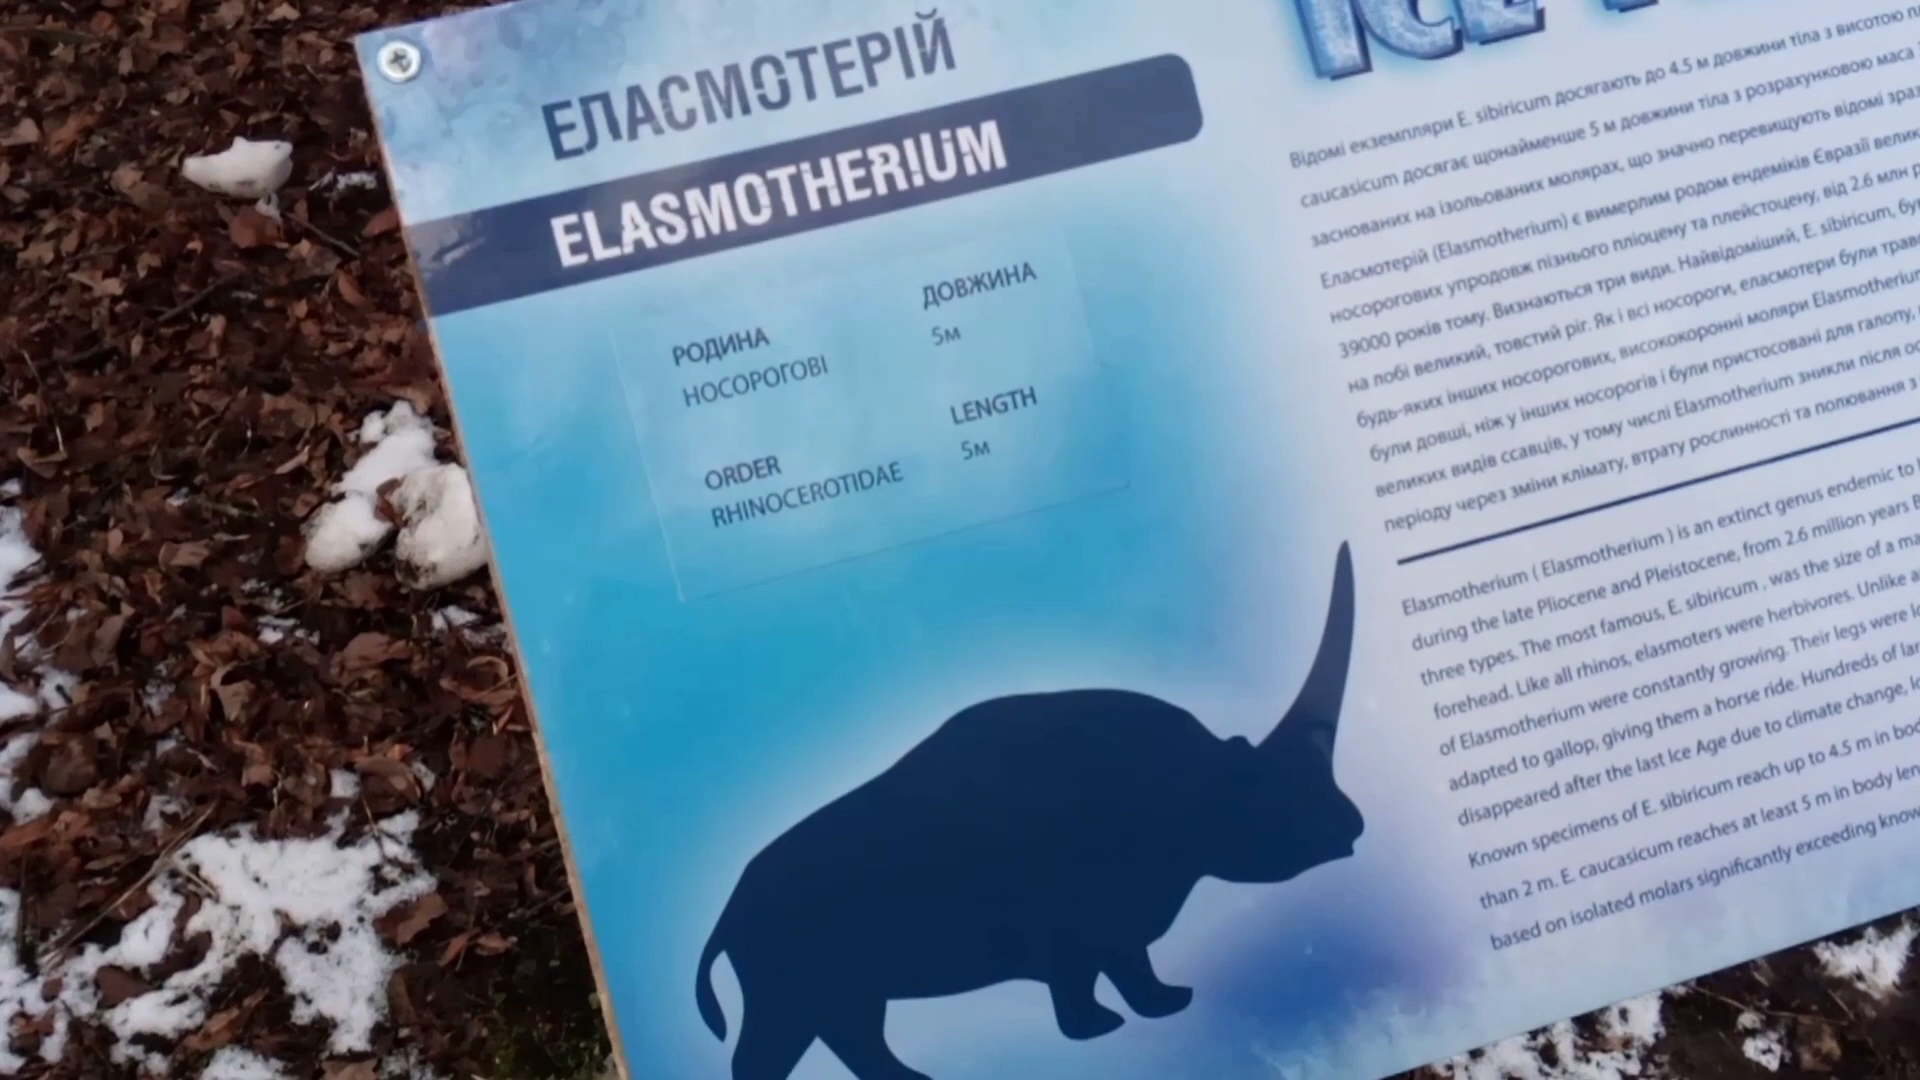 ЕЛАСМОТЕРІЙ
ELASMOTHERIUM
РОДИНА
НОСОРОГОВІ
ДОВЖИНА
5м
ORDER
RHINOCEROTIDAE
LENGTH
5м
ICE
Відомі екземпляри E. sibiricum досягають до 4.5 м довжини тіла з висотою
caucasicum досягає щонайменше 5 м довжини тіла з розрахунковою маса
заснованих на ізольованих молярах, що значно перевищують відомі
Еласмотерій (Elasmotherium) є вимерлим родом ендеміків Євразії
носорогових упродовж пізнього пліоцену та плейстоцену, від 2.6 млн
39000 років тому. Визнаються три види. Найвідоміший, E. sibiricum,
на лобі великий, товстий ріг. Як і всі носороги, еласмотери були
будь-яких інших носорогових, висококоронні моляри Elasmotherium
були довші, ніж у інших носорогів і були пристосовані для галопу,
великих видів ссавців, у тому числі Elasmotherium зникли після
періоду через зміни клімату, втрату рослинності та полювання з
Elasmotherium ( Elasmotherium ) is an extinct genus endemic to
during the late Pliocene and Pleistocene, from 2.6 million years
three types. The most famous, E. sibiricum , was the size of a
forehead. Like all rhinos, elasmoters were herbivores. Unlike
of Elasmotherium were constantly growing. Their legs were
adapted to gallop, giving them a horse ride. Hundreds of
disappeared after the last Ice Age due to climate change,
Known specimens of E. sibiricum reach up to 4.5 m in
than 2 m. E. caucasicum reaches at least 5 m in body
based on isolated molars significantly exceeding